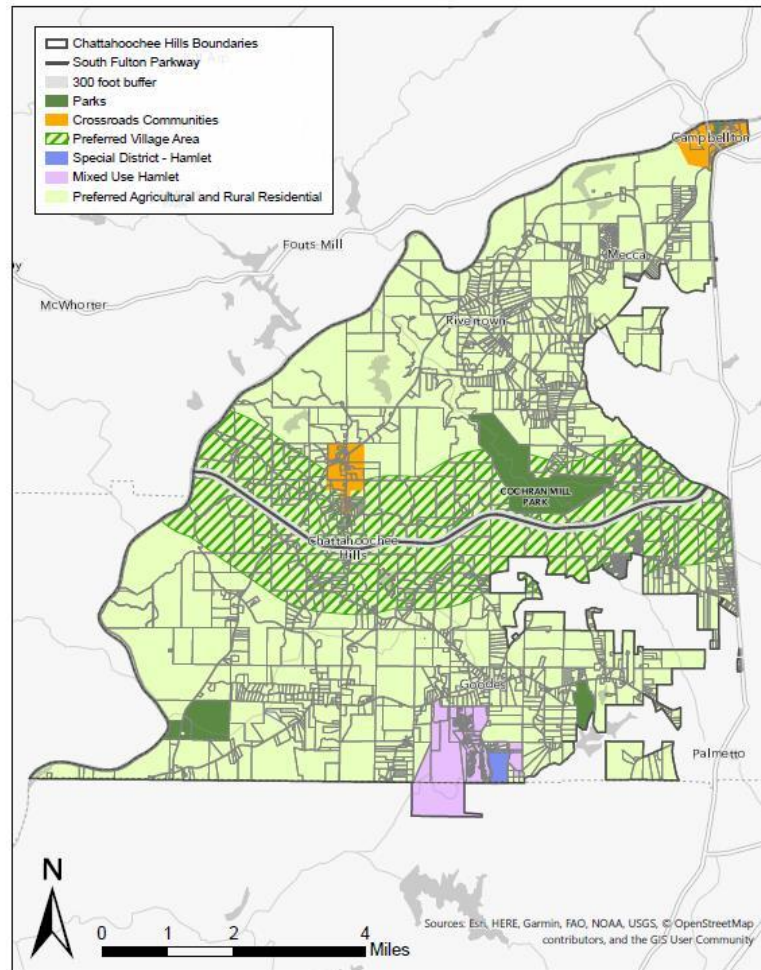 Chattahoochee Hills Boundaries
South Fulton Parkway
300 foot buffer
Parks
Crossroads Communities
Preferred Village Area
Special District - Hamlet
Mixed Use Hamlet
Preferred Agricultural and Rural Residential
Campbellton
Fouts Mill
Mecca
McWhorter
Rivertown
COCHRAN MILL
PARK
Chattahoochee
Hills
Goodes
Palmetto
N
0 1 2 4
Miles
Sources: Esri, HERE, Garmin, FAO, NOAA, USGS, © OpenStreetMap
contributors, and the GIS User Community